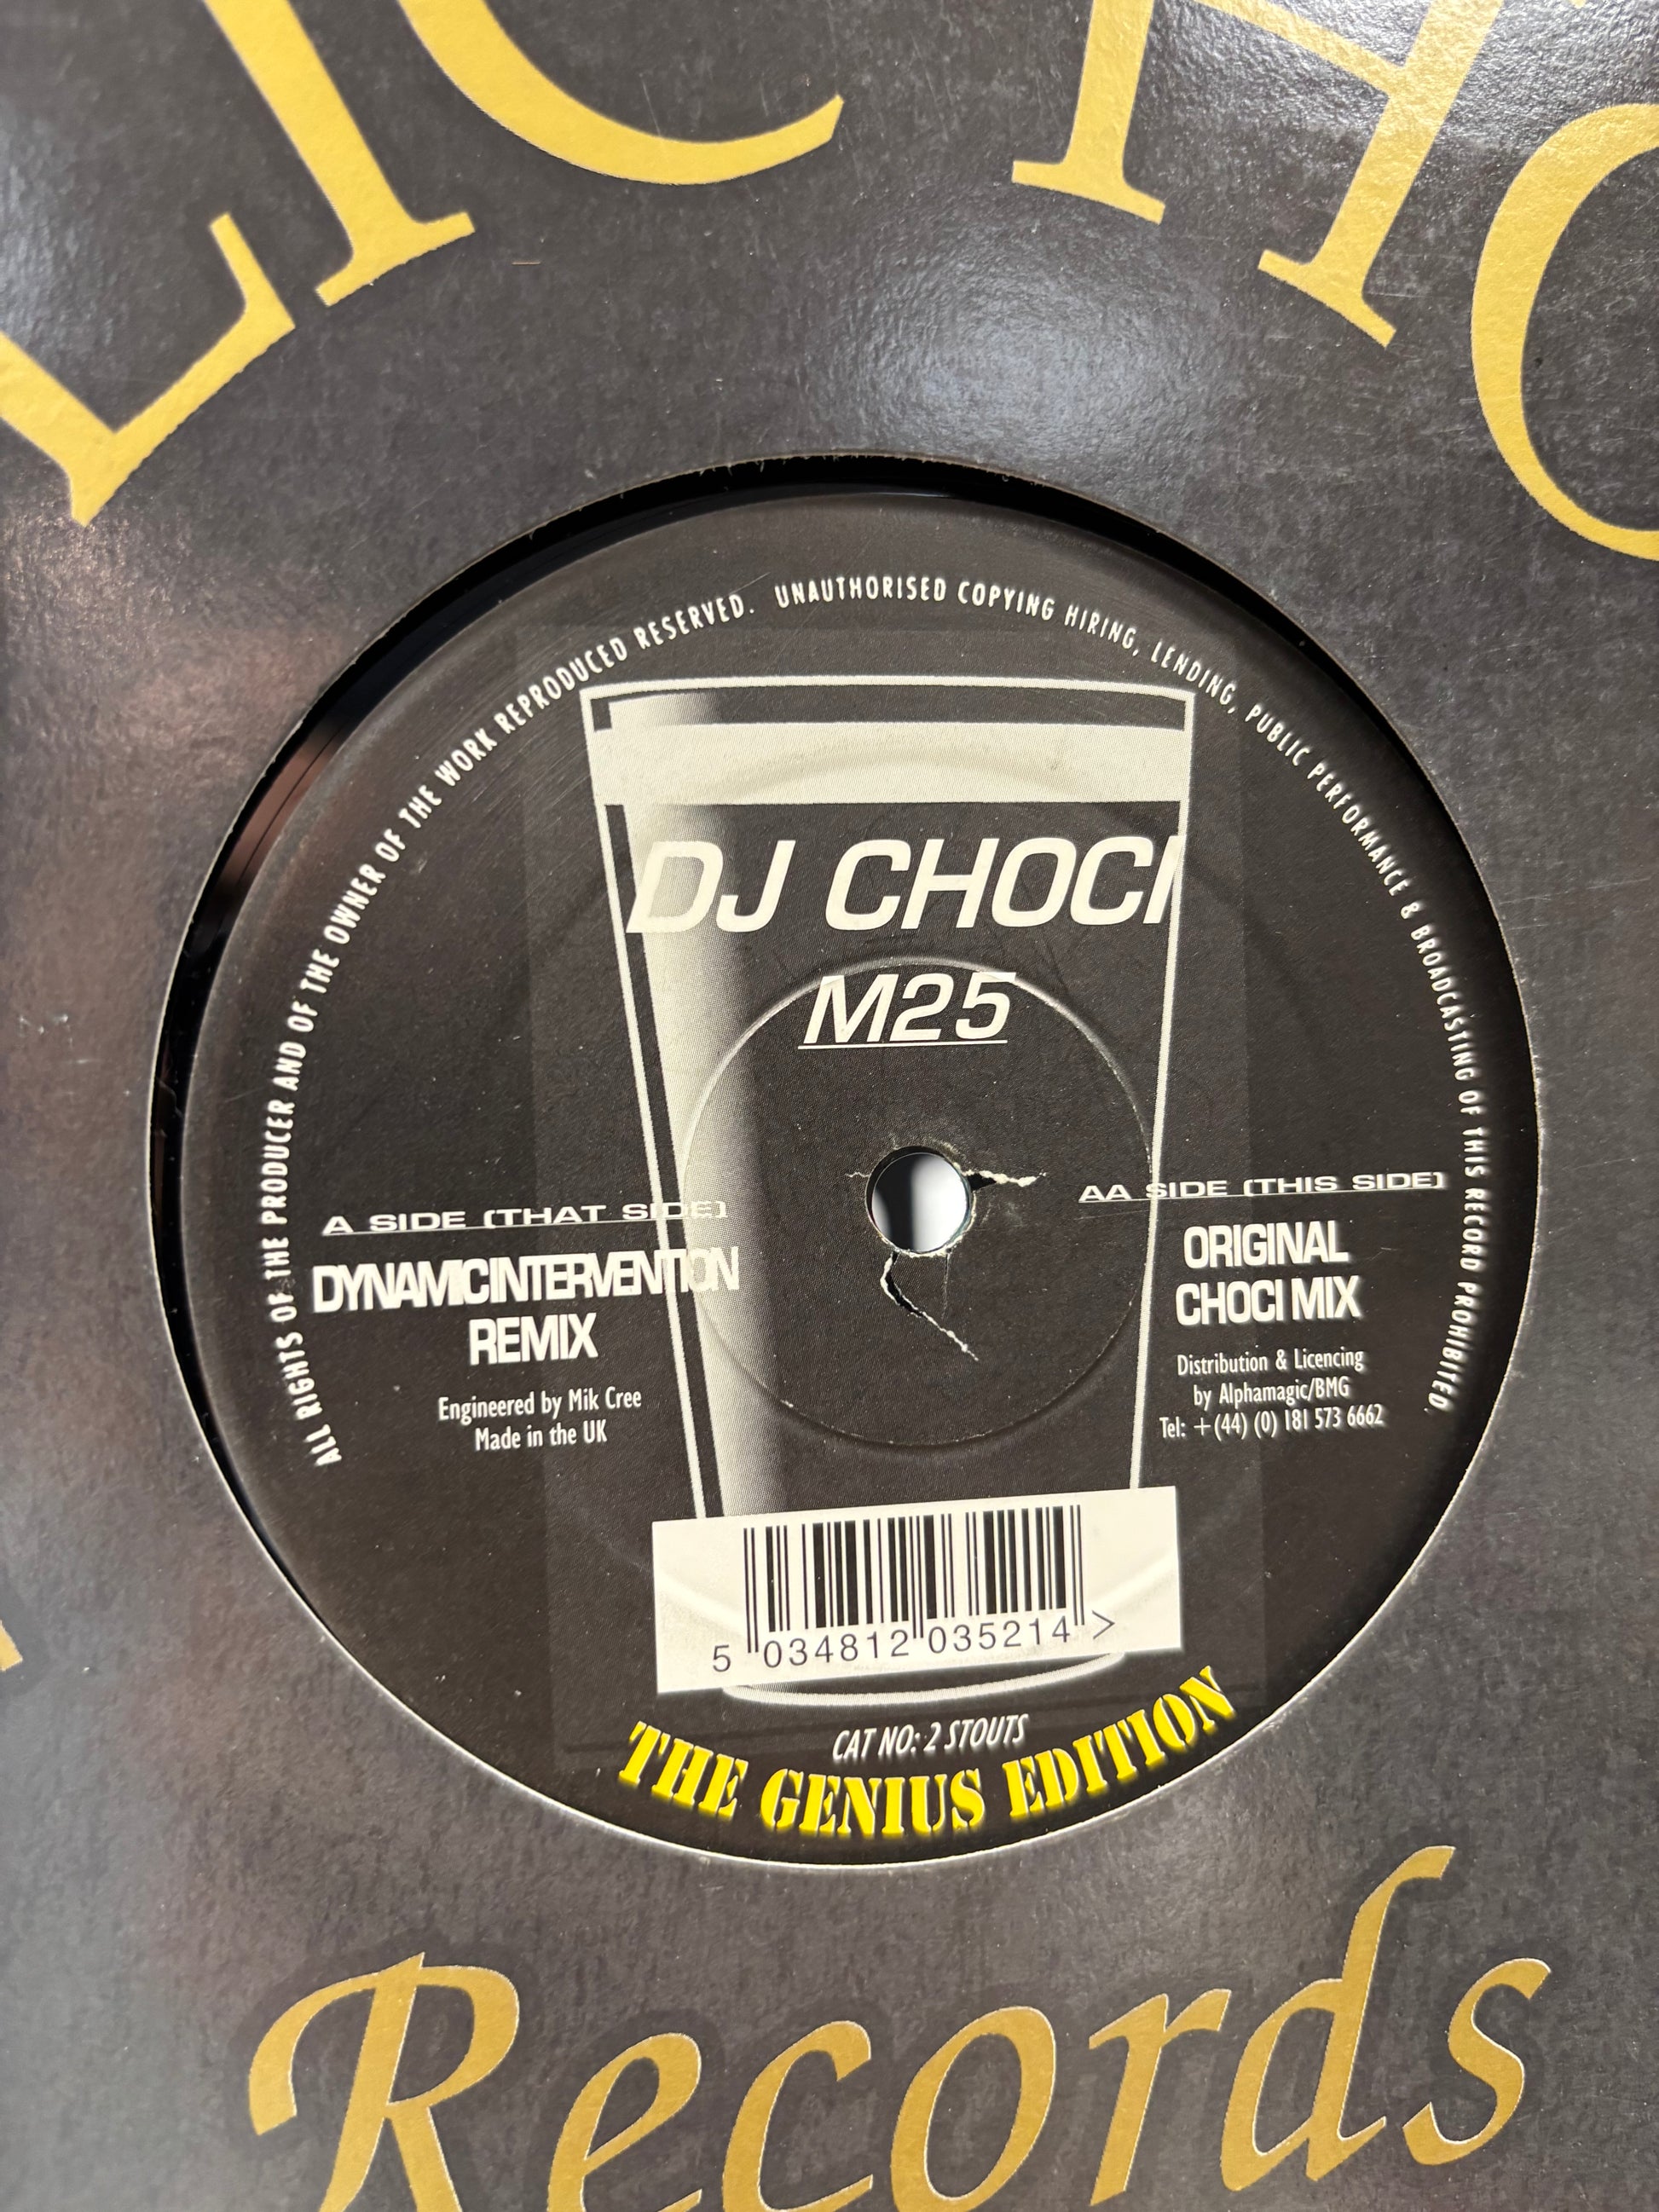 LIC HO
ALL RIGHTS OF THE PRODUCER AND OF THE OWNER OF THE WORK REPRODUCED RESERVED. UNAUTHORISED COPYING HIRING, LENDING, PUBLIC PERFORMANCE & BROADCASTING OF THIS RECORD PROHIBITED.
DJ CHOCI
M25
A SIDE (THAT SIDE)
DYNAMICINTERVENTION
REMIX
Engineered by Mik Cree
Made in the UK
AA SIDE (THIS SIDE)
ORIGINAL
CHOCI MIX
Distribution & Licencing
by Alphamagic/BMG
Tel: +(44) (0) 181 573 6662
5 034812 035214 >
CAT NO: 2 STOUTS
THE GENIUS EDITION
Records